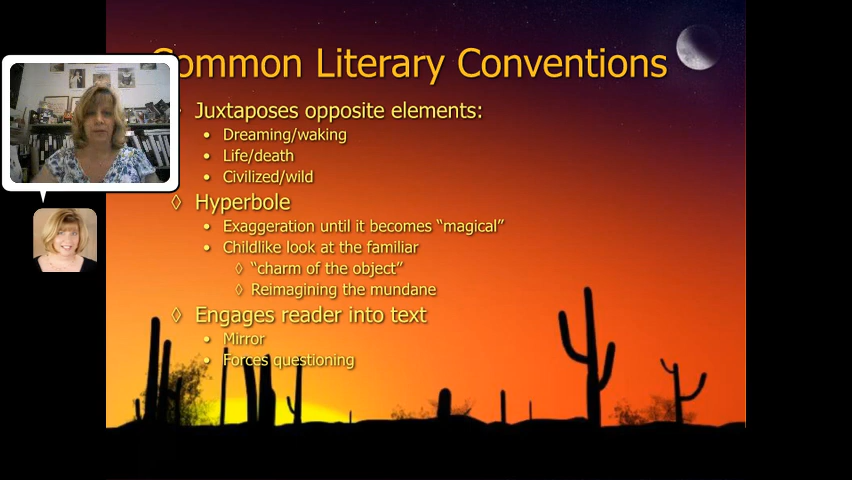 Common Literary Conventions
Juxtaposes opposite elements:
• Dreaming/waking
• Life/death
• Civilized/wild
◊ Hyperbole
• Exaggeration until it becomes “magical”
• Childlike look at the familiar
◊ “charm of the object”
◊ Reimagining the mundane
◊ Engages reader into text
• Mirror
• Forces questioning